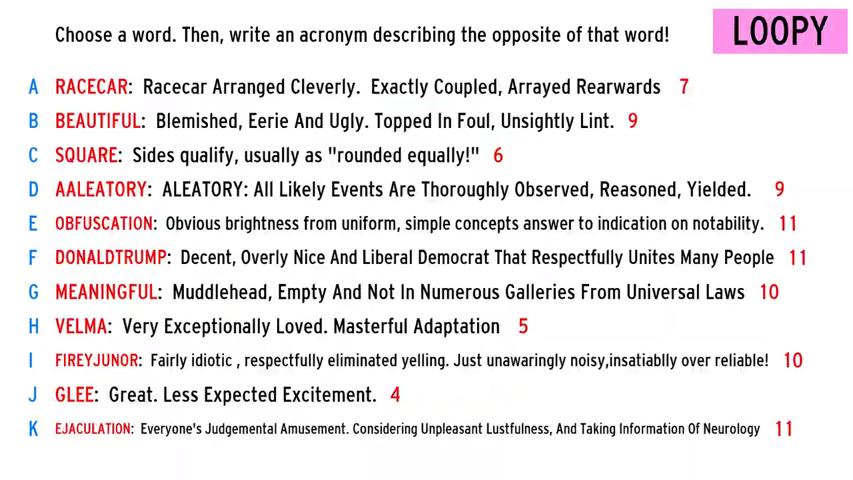 Choose a word. Then, write an acronym describing the opposite of that word!
LOOPY
A RACECAR: Racecar Arranged Cleverly. Exactly Coupled, Arrayed Rearwards 7
B BEAUTIFUL: Blemished, Eerie And Ugly. Topped In Foul, Unsightly Lint. 9
C SQUARE: Sides qualify, usually as "rounded equally!" 6
D AALEATORY: ALEATORY: All Likely Events Are Thoroughly Observed, Reasoned, Yielded. 9
E OBFUSCATION: Obvious brightness from uniform, simple concepts answer to indication on notability. 11
F DONALDTRUMP: Decent, Overly Nice And Liberal Democrat That Respectfully Unites Many People 11
G MEANINGFUL: Muddlehead, Empty And Not In Numerous Galleries From Universal Laws 10
H VELMA: Very Exceptionally Loved. Masterful Adaptation 5
I FIREYJUNOR: Fairly idiotic , respectfully eliminated yelling. Just unawaringly noisy,insatiablly over reliable! 10
J GLEE: Great. Less Expected Excitement. 4
K EJACULATION: Everyone's Judgemental Amusement. Considering Unpleasant Lustfulness, And Taking Information Of Neurology 11